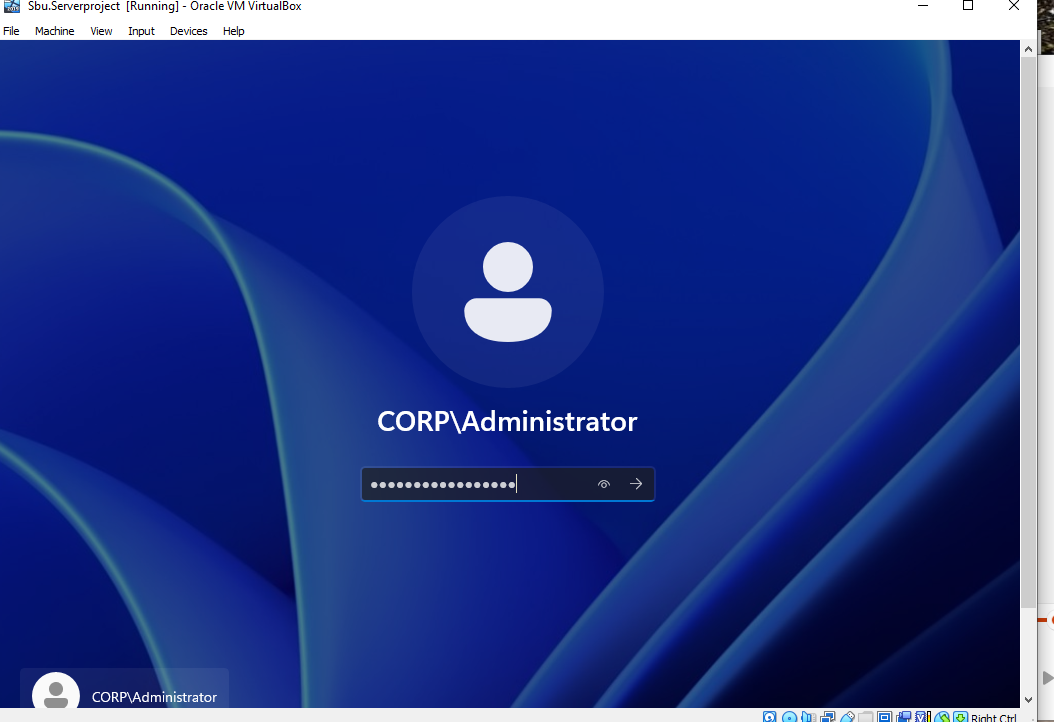 Sbu.Serverproject [Running] - Oracle VM VirtualBox
File Machine View Input Devices Help
CORP\Administrator
CORP\Administrator
Right Ctrl